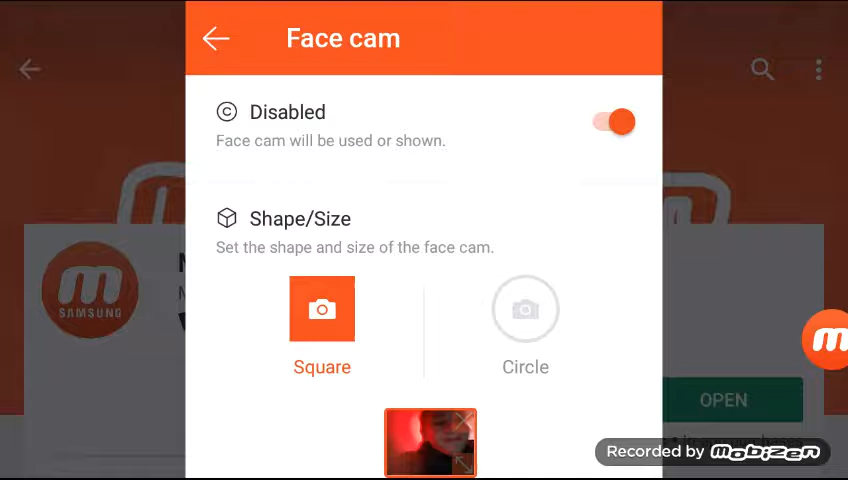 Face cam
Disabled
Face cam will be used or shown.
Shape/Size
Set the shape and size of the face cam.
Square
Circle
SAMSUNG
OPEN
Recorded by mobizen